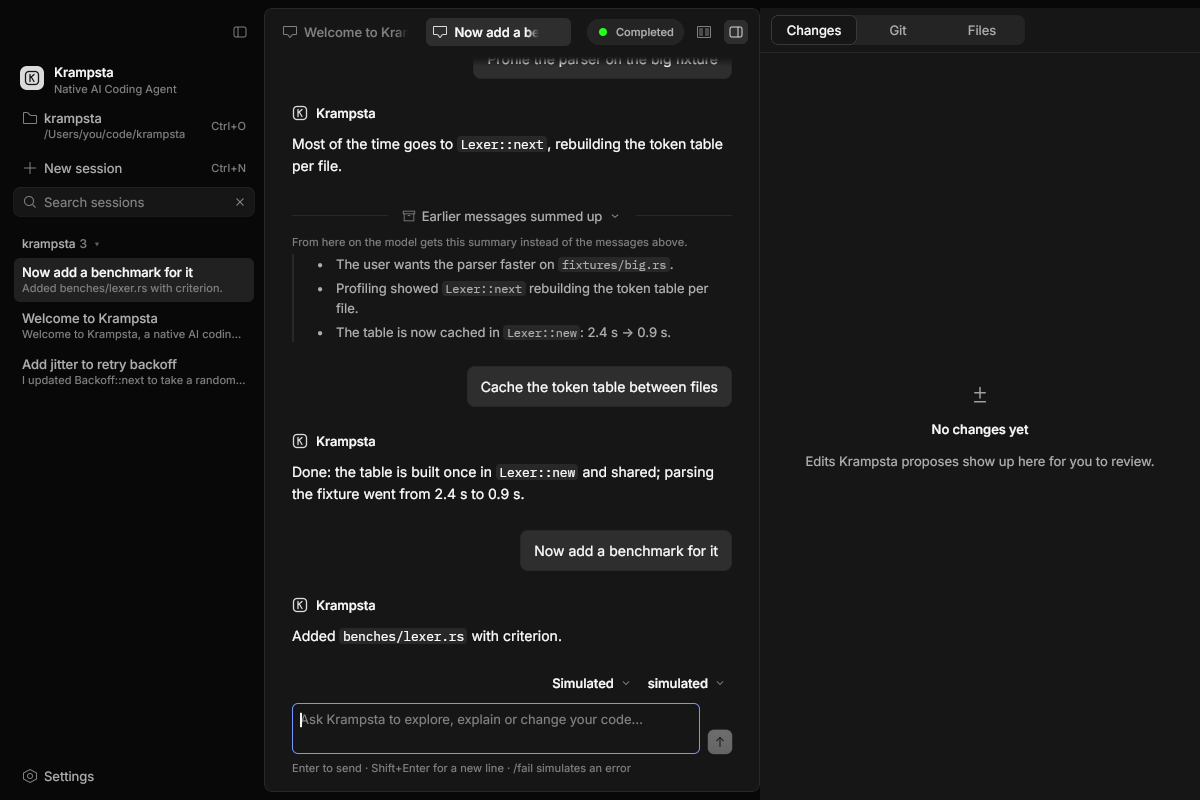 Krampsta
Native AI Coding Agent
krampsta
/Users/you/code/krampsta
Ctrl+O
New session
Ctrl+N
Search sessions
krampsta 3
Now add a benchmark for it
Added benches/lexer.rs with criterion.
Welcome to Krampsta
Welcome to Krampsta, a native AI codin...
Add jitter to retry backoff
I updated Backoff::next to take a random...
Settings
Welcome to Kra
Now add a be
Completed
Profile the parser on the big fixture
Krampsta
Most of the time goes to Lexer::next, rebuilding the token table
per file.
Earlier messages summed up
From here on the model gets this summary instead of the messages above.
• The user wants the parser faster on fixtures/big.rs.
• Profiling showed Lexer::next rebuilding the token table per
file.
• The table is now cached in Lexer::new: 2.4 s → 0.9 s.
Cache the token table between files
Krampsta
Done: the table is built once in Lexer::new and shared; parsing
the fixture went from 2.4 s to 0.9 s.
Now add a benchmark for it
Krampsta
Added benches/lexer.rs with criterion.
Simulated
simulated
Ask Krampsta to explore, explain or change your code...
Enter to send · Shift+Enter for a new line · /fail simulates an error
Changes
Git
Files
No changes yet
Edits Krampsta proposes show up here for you to review.